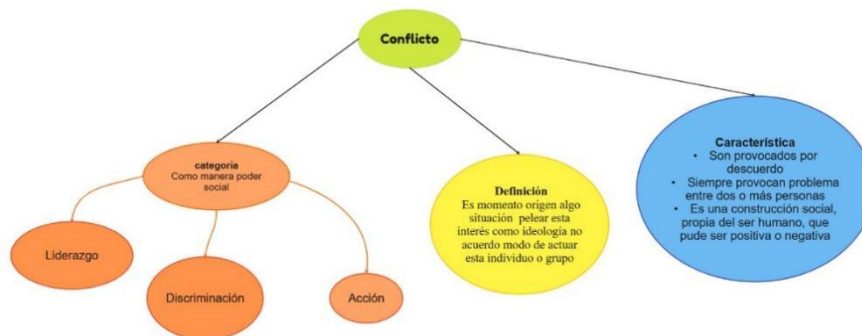 Conflicto
categoría
Como manera poder
social
Liderazgo
Discriminación
Acción
Definición
Es momento origen algo
situación pelear esta
interés como ideología no
acuerdo modo de actuar
esta individuo o grupo
Característica
• Son provocados por
descuerdo
• Siempre provocan problema
entre dos o más personas
• Es una construcción social,
propia del ser humano, que
pude ser positiva o negativa